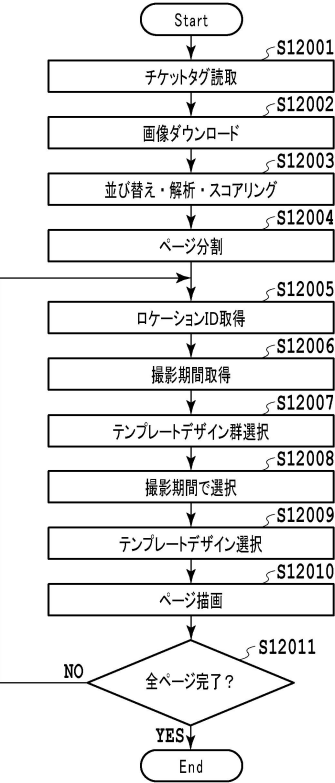 Start
S12001
チケットタグ読取
S12002
画像ダウンロード
S12003
並び替え・解析・スコアリング
S12004
ページ分割
S12005
ロケーションID取得
S12006
撮影期間取得
S12007
テンプレートデザイン群選択
S12008
撮影期間で選択
S12009
テンプレートデザイン選択
S12010
ページ描画
S12011
NO
全ページ完了？
YES
End